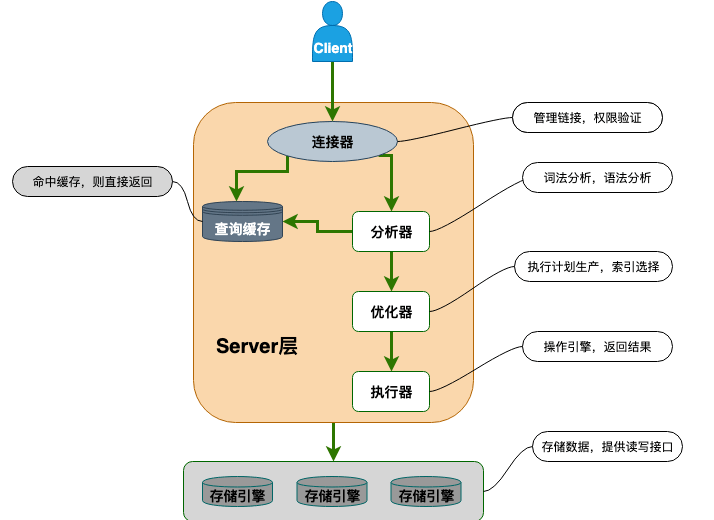 Client
连接器
管理链接，权限验证
命中缓存，则直接返回
词法分析，语法分析
查询缓存
分析器
执行计划生产，索引选择
优化器
Server层
操作引擎，返回结果
执行器
存储数据，提供读写接口
存储引擎
存储引擎
存储引擎